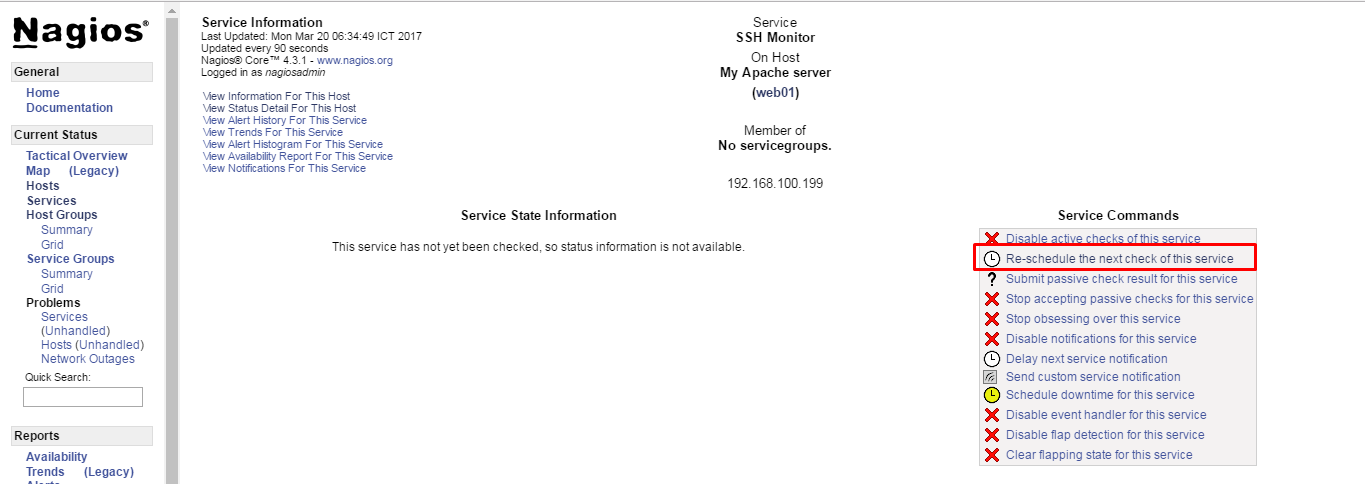 Nagios®
General
Home
Documentation
Current Status
Tactical Overview
Map (Legacy)
Hosts
Services
Host Groups
Summary
Grid
Service Groups
Summary
Grid
Problems
Services
(Unhandled)
Hosts (Unhandled)
Network Outages
Quick Search:
Reports
Availability
Trends (Legacy)
Alerts
Service Information
Last Updated: Mon Mar 20 06:34:49 ICT 2017
Updated every 90 seconds
Nagios® Core™ 4.3.1 - www.nagios.org
Logged in as nagiosadmin
View Information For This Host
View Status Detail For This Host
View Alert History For This Service
View Trends For This Service
View Alert Histogram For This Service
View Availability Report For This Service
View Notifications For This Service
Service
SSH Monitor
On Host
My Apache server
(web01)
Member of
No servicegroups.
192.168.100.199
Service State Information
This service has not yet been checked, so status information is not available.
Service Commands
Disable active checks of this service
Re-schedule the next check of this service
Submit passive check result for this service
Stop accepting passive checks for this service
Stop obsessing over this service
Disable notifications for this service
Delay next service notification
Send custom service notification
Schedule downtime for this service
Disable event handler for this service
Disable flap detection for this service
Clear flapping state for this service